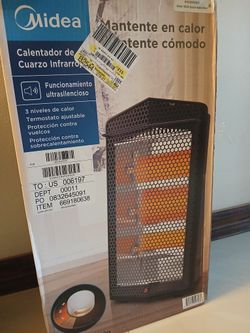 Midea
Mantente en calor
Calentador de
Cuarzo Infrarrojo
Mantente cómodo
Funcionamiento
ultrasilencioso
3 niveles de calor
Termostato ajustable
Protección contra
vuelcos
Protección contra
sobrecalentamiento
TO: US 006197
DEPT 00011
PO 0832645091
ITEM 669180638